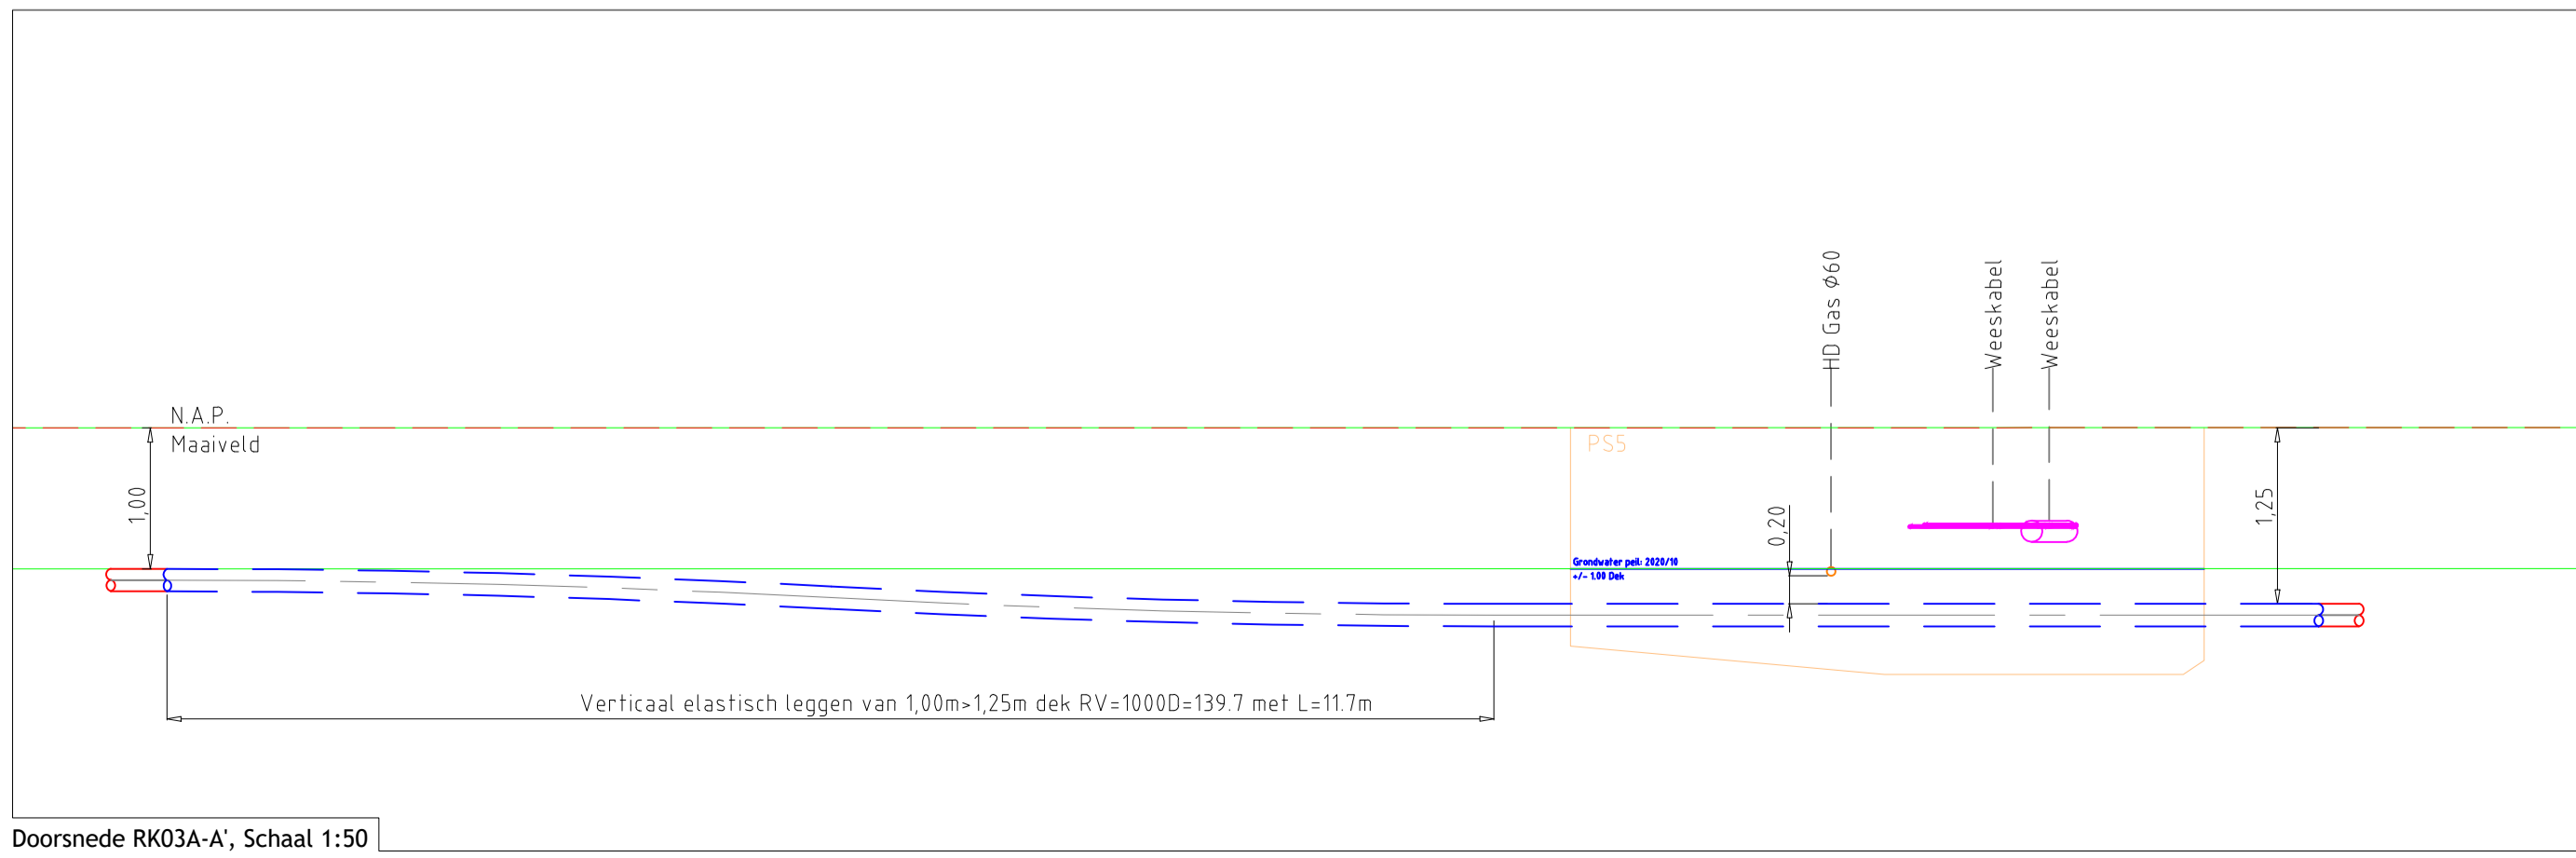 HD Gas Ø60
Weeskabel
Weeskabel
N.A.P.
Maaiveld
PS5
1,00
0,20
1,25
Grondwater peil: 2020/10
+/- 1.00 Dek
Verticaal elastisch leggen van 1,00m>1,25m dek RV=1000D=139.7 met L=11.7m
Doorsnede RK03A-A', Schaal 1:50